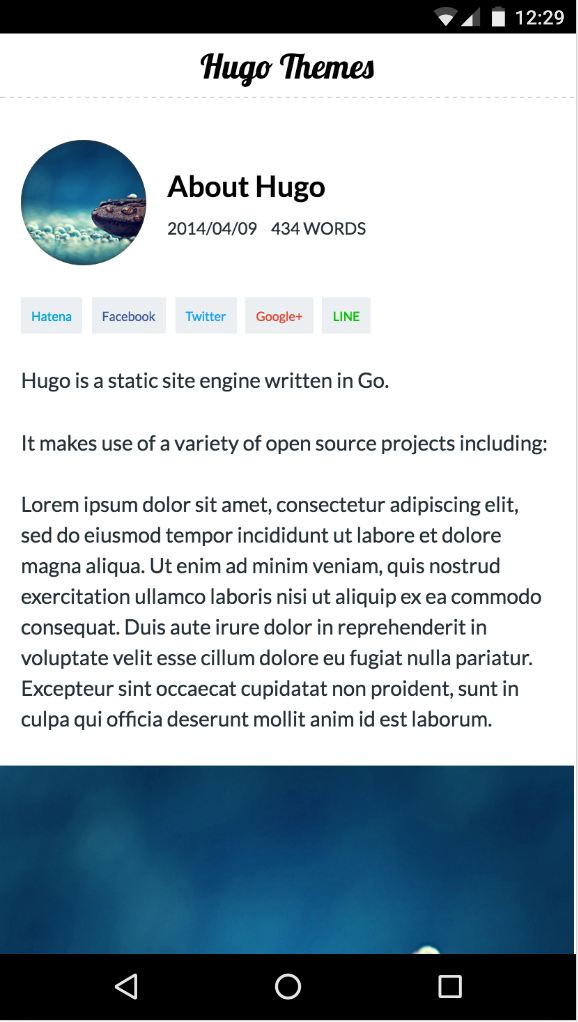 12:29
Hugo Themes
About Hugo
2014/04/09 434 WORDS
Hatena Facebook Twitter Google+ LINE
Hugo is a static site engine written in Go.
It makes use of a variety of open source projects including:
Lorem ipsum dolor sit amet, consectetur adipiscing elit,
sed do eiusmod tempor incididunt ut labore et dolore
magna aliqua. Ut enim ad minim veniam, quis nostrud
exercitation ullamco laboris nisi ut aliquip ex ea commodo
consequat. Duis aute irure dolor in reprehenderit in
voluptate velit esse cillum dolore eu fugiat nulla pariatur.
Excepteur sint occaecat cupidatat non proident, sunt in
culpa qui officia deserunt mollit anim id est laborum.